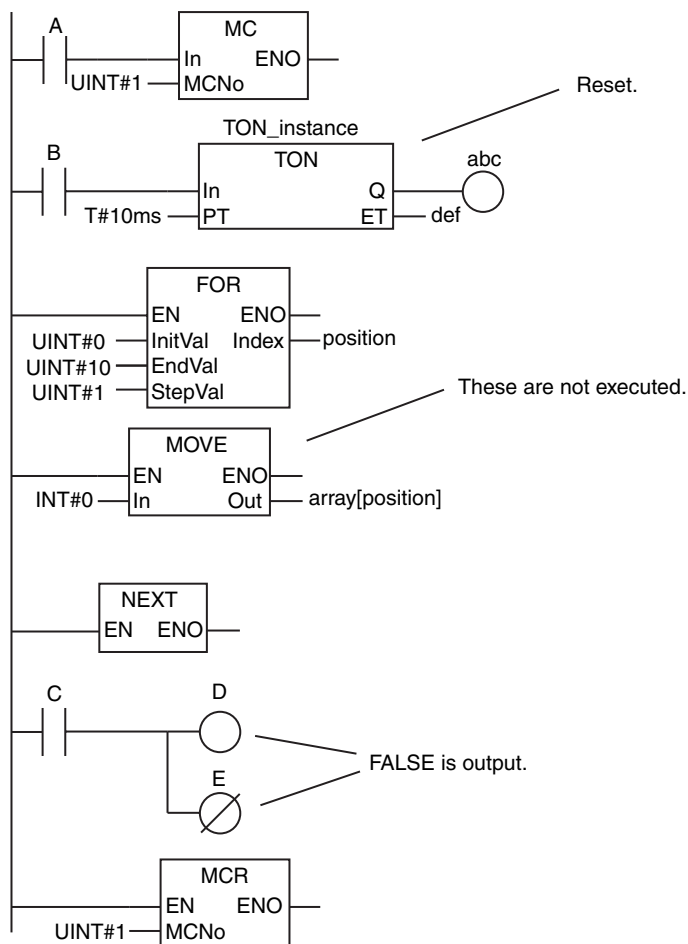 A
MC
In ENO
UINT#1 MCNo
Reset.
TON_instance
B
TON
abc
In Q
T#10ms PT ET def
FOR
EN ENO
UINT#0 InitVal Index position
UINT#10 EndVal
UINT#1 StepVal
These are not executed.
MOVE
EN ENO
INT#0 In Out array[position]
NEXT
EN ENO
C D
FALSE is output.
E
MCR
EN ENO
UINT#1 MCNo